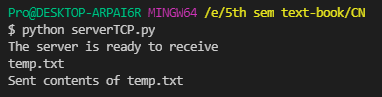 Pro@DESKTOP-ARPAI6R MINGW64 /e/5th sem text-book/CN
$ python serverTCP.py
The server is ready to receive
temp.txt
Sent contents of temp.txt